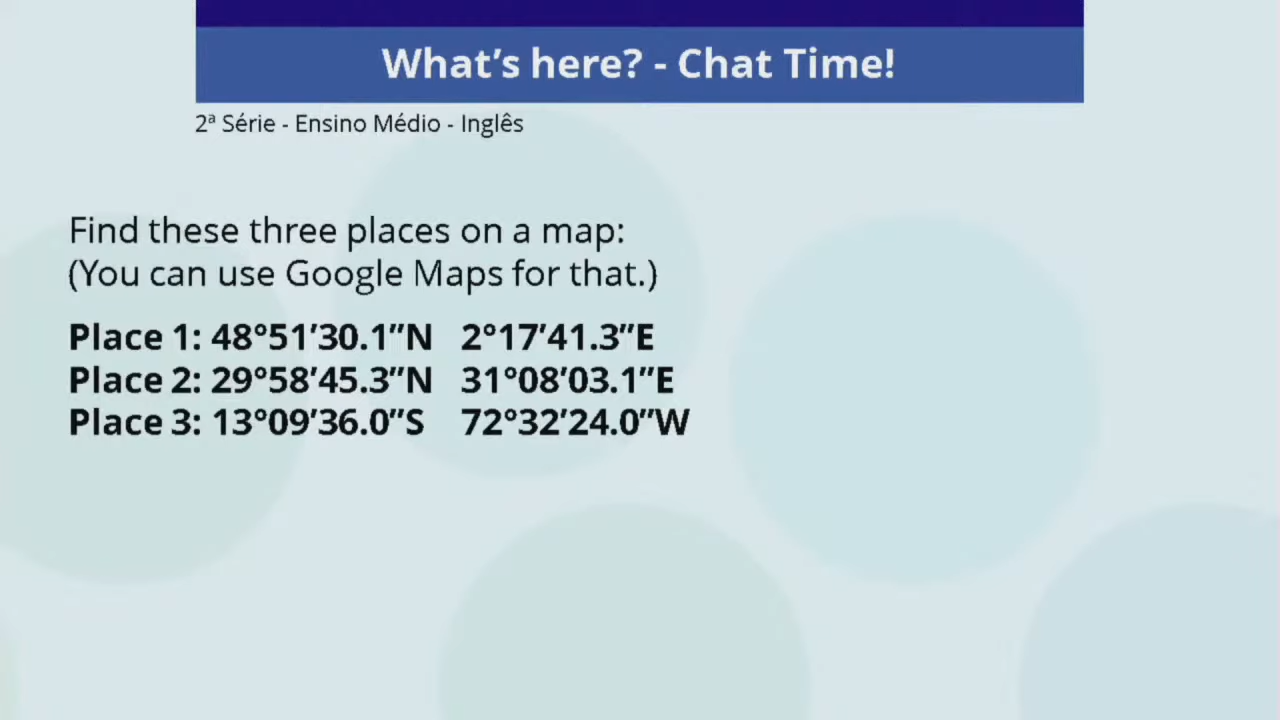 What’s here? - Chat Time!
2ª Série - Ensino Médio - Inglês
Find these three places on a map:
(You can use Google Maps for that.)
Place 1: 48°51’30.1”N 2°17’41.3”E
Place 2: 29°58’45.3”N 31°08’03.1”E
Place 3: 13°09’36.0”S 72°32’24.0”W